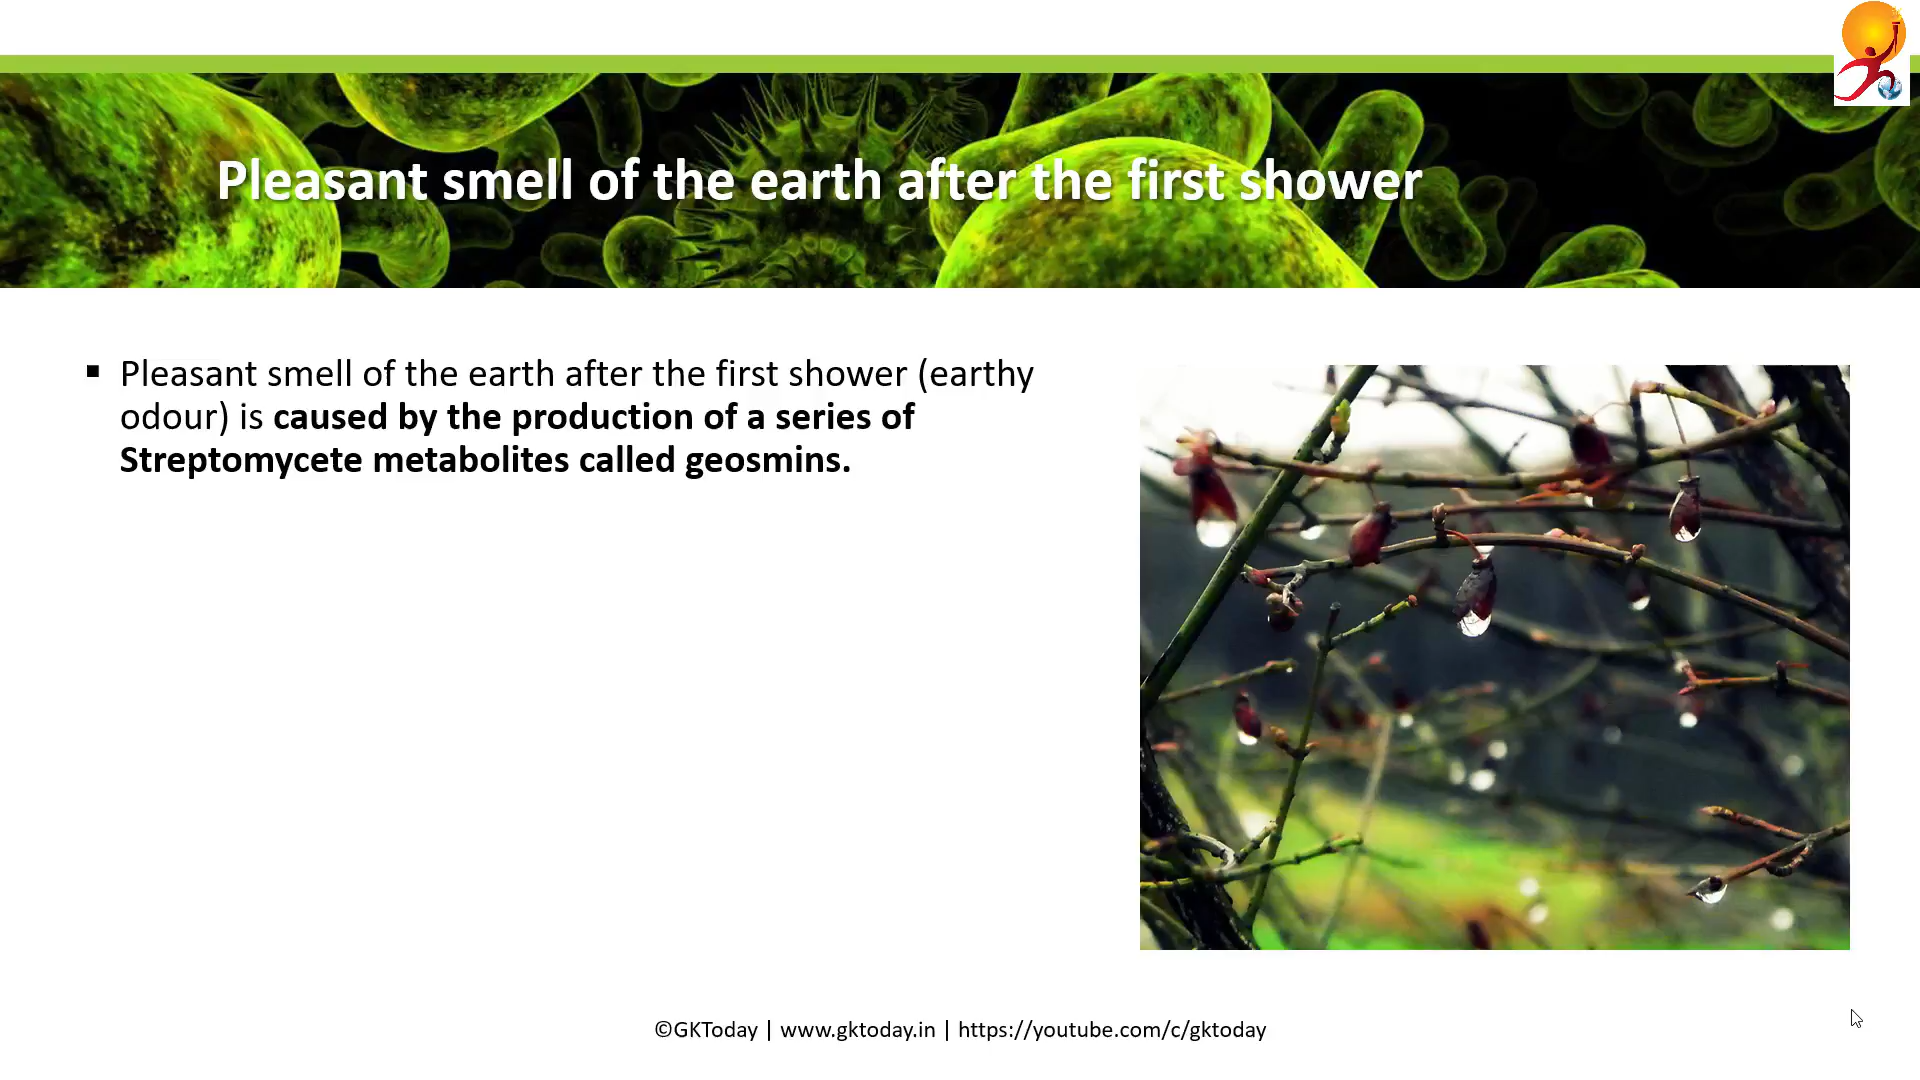 Pleasant smell of the earth after the first shower
▪ Pleasant smell of the earth after the first shower (earthy
odour) is caused by the production of a series of
Streptomycete metabolites called geosmins.
©GKToday | www.gktoday.in | https://youtube.com/c/gktoday